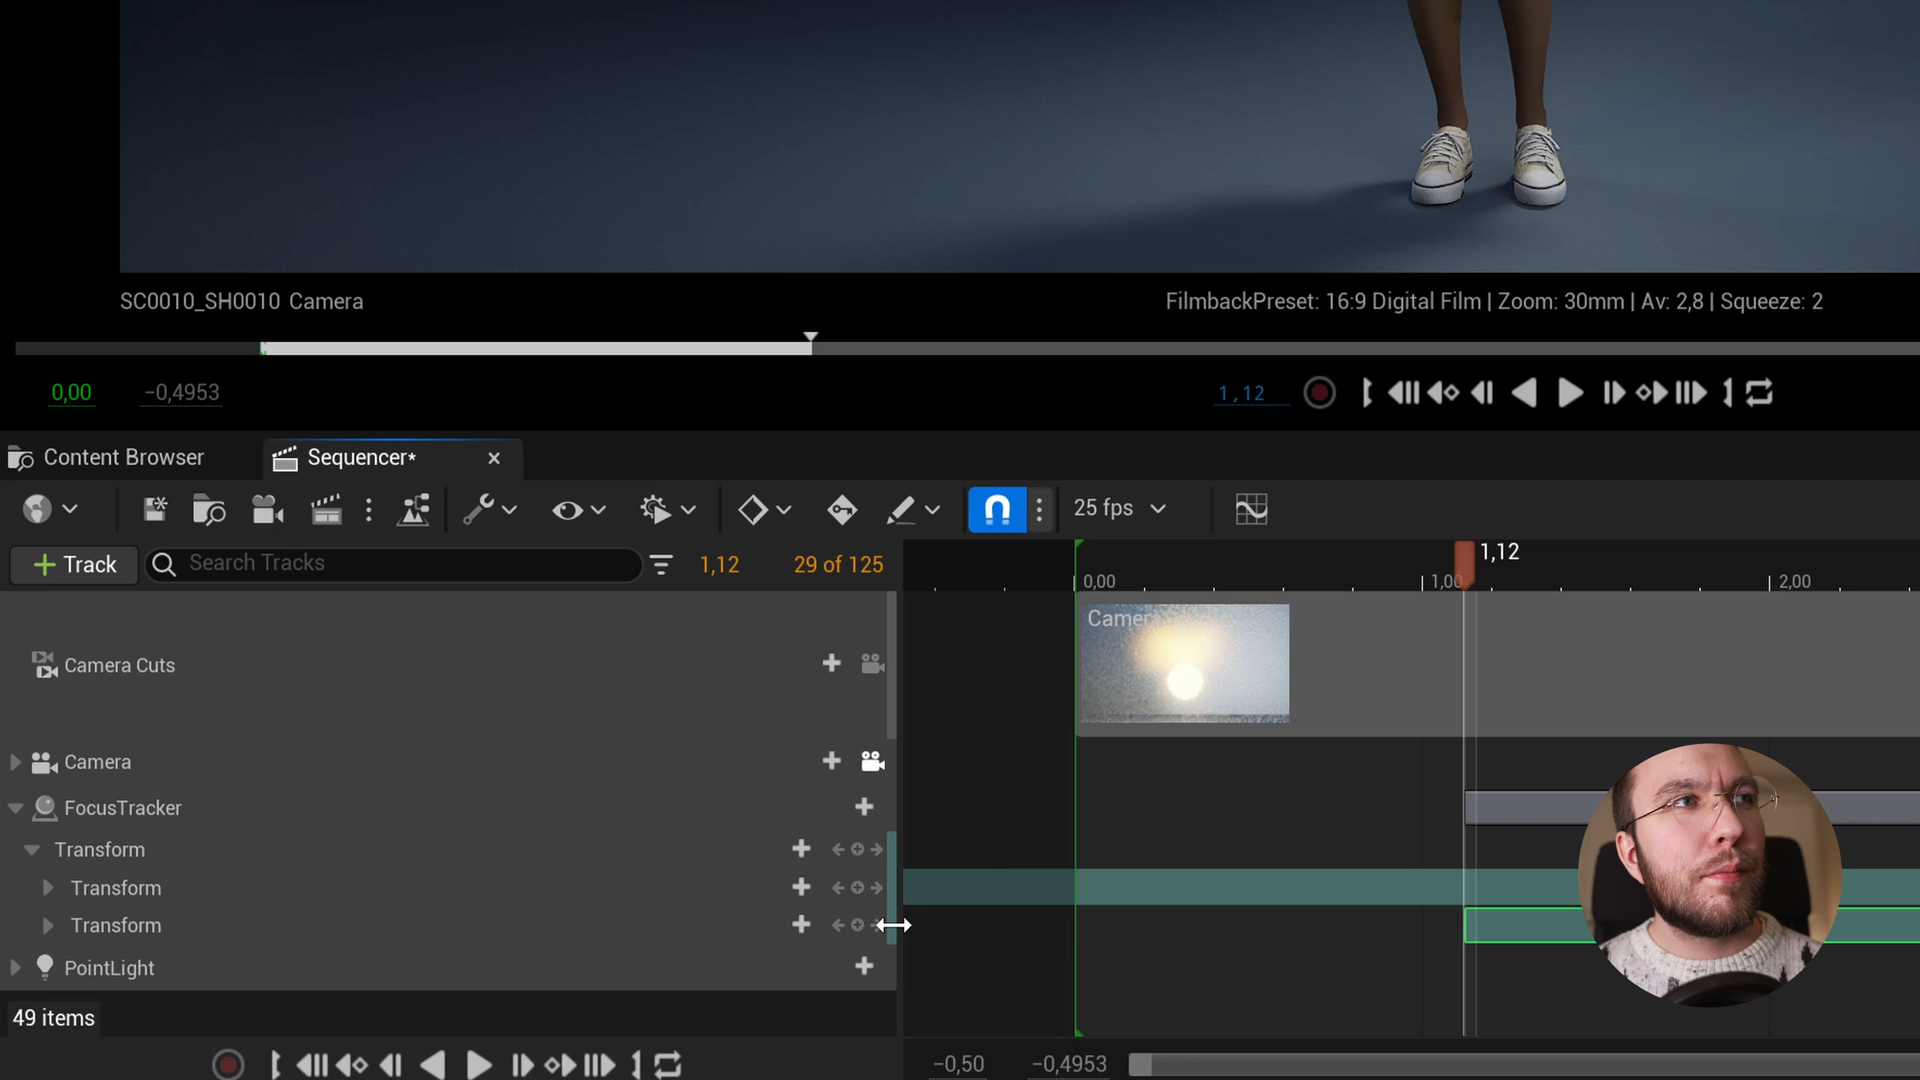 SC0010_SH0010 Camera
FilmbackPreset: 16:9 Digital Film | Zoom: 30mm | Av: 2,8 | Squeeze: 2
0,00
-0,4953
1,12
Content Browser
Sequencer*
25 fps
Track
Search Tracks
1,12
29 of 125
1,12
0,00
1,00
2,00
Camera Cuts
Camera
FocusTracker
Transform
Transform
Transform
PointLight
49 items
-0,50
-0,4953